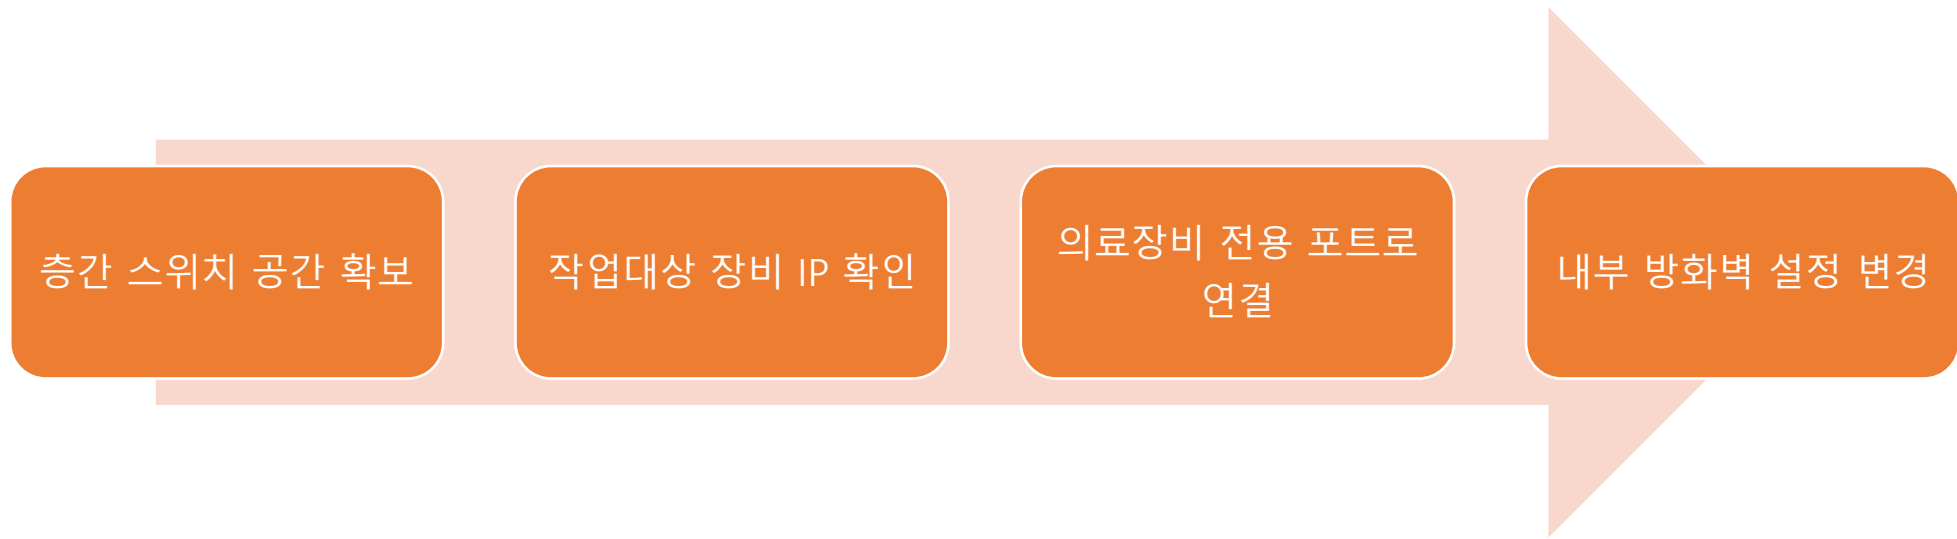 층간 스위치 공간 확보
작업대상 장비 IP 확인
의료장비 전용 포트로
연결
내부 방화벽 설정 변경